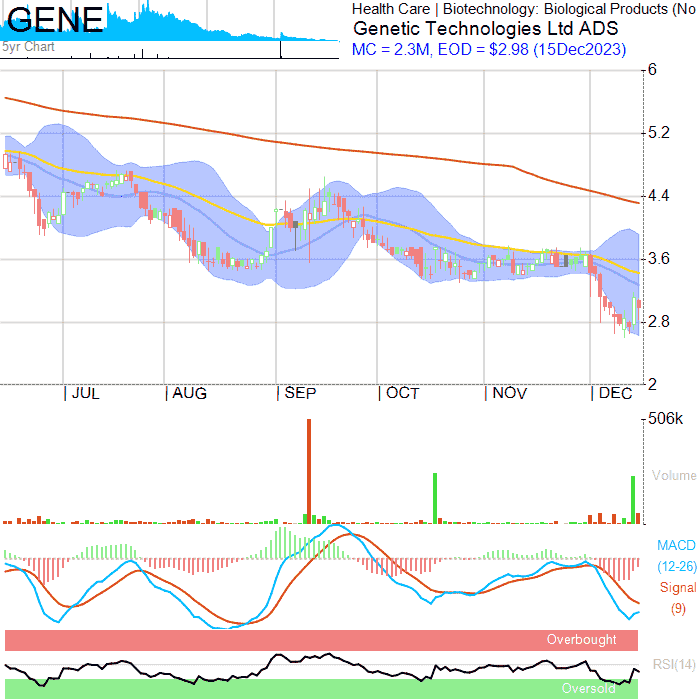 GENE
5yr Chart
Health Care | Biotechnology: Biological Products (No
Genetic Technologies Ltd ADS
MC = 2.3M, EOD = $2.98 (15Dec2023)
6
5.2
4.4
3.6
2.8
2
| JUL | AUG | SEP | OCT | NOV | DEC
506k
Volume
MACD
(12-26)
Signal
(9)
Overbought
RSI(14)
Oversold